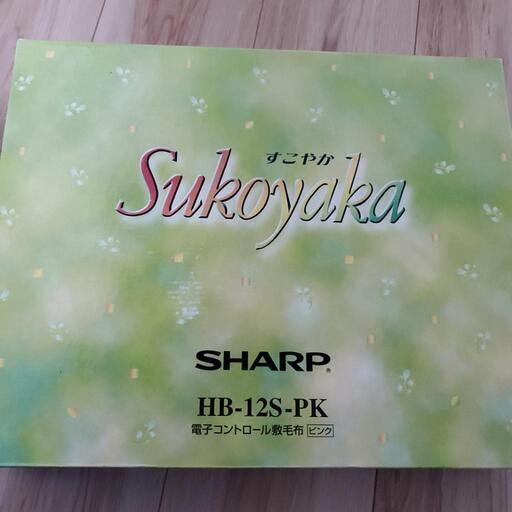 すこやか
Sukoyaka
SHARP®
HB-12S-PK
電子コントロール敷毛布 ピンク